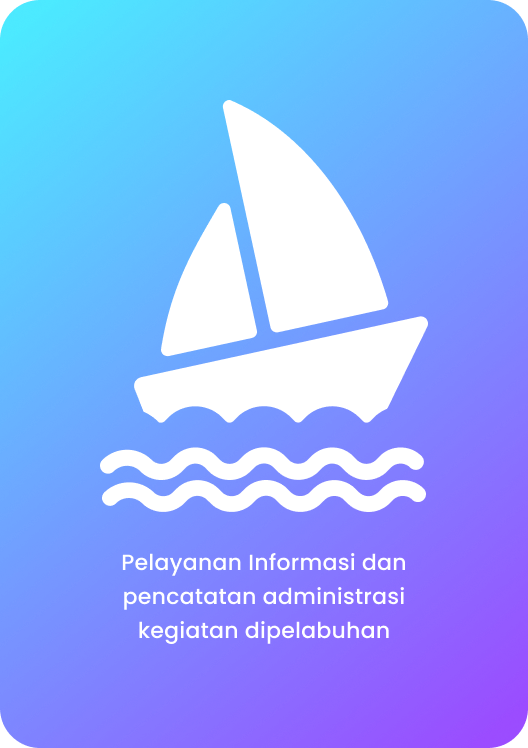 Pelayanan Informasi dan
pencatatan administrasi
kegiatan dipelabuhan